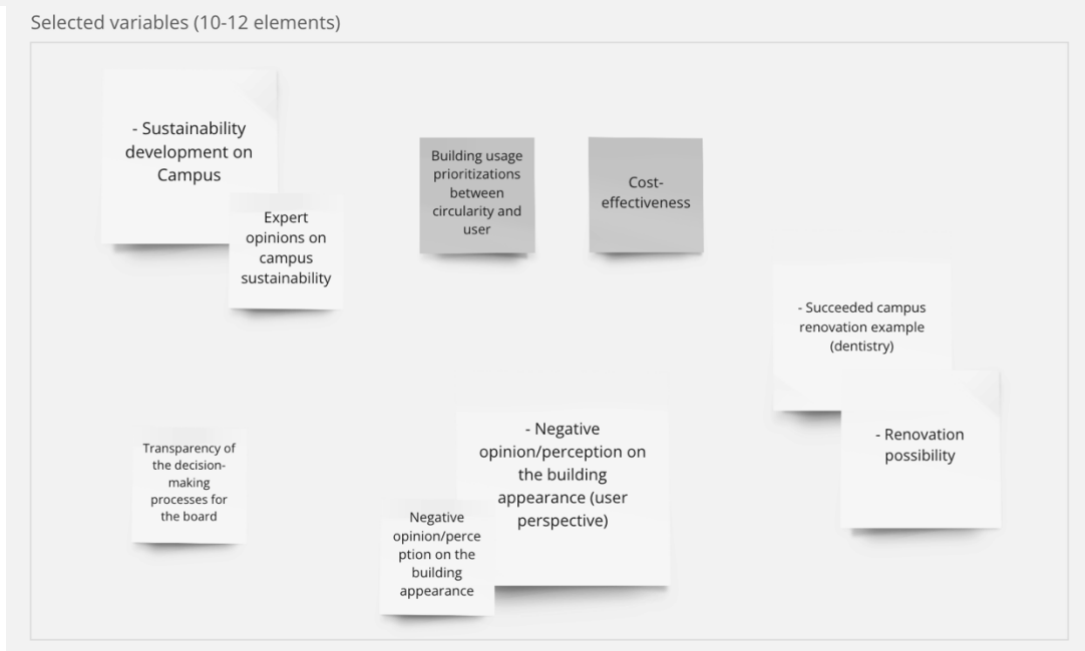 Selected variables (10-12 elements)
- Sustainability
development on
Campus
Expert
opinions on
campus
sustainability
Building usage
prioritizations
between
circularity and
user
Cost-
effectiveness
- Succeeded campus
renovation example
(dentistry)
- Renovation
possibility
Transparency of
the decision-
making
processes for
the board
- Negative
opinion/perception on
the building
appearance (user
perspective)
Negative
opinion/perce
ption on the
building
appearance